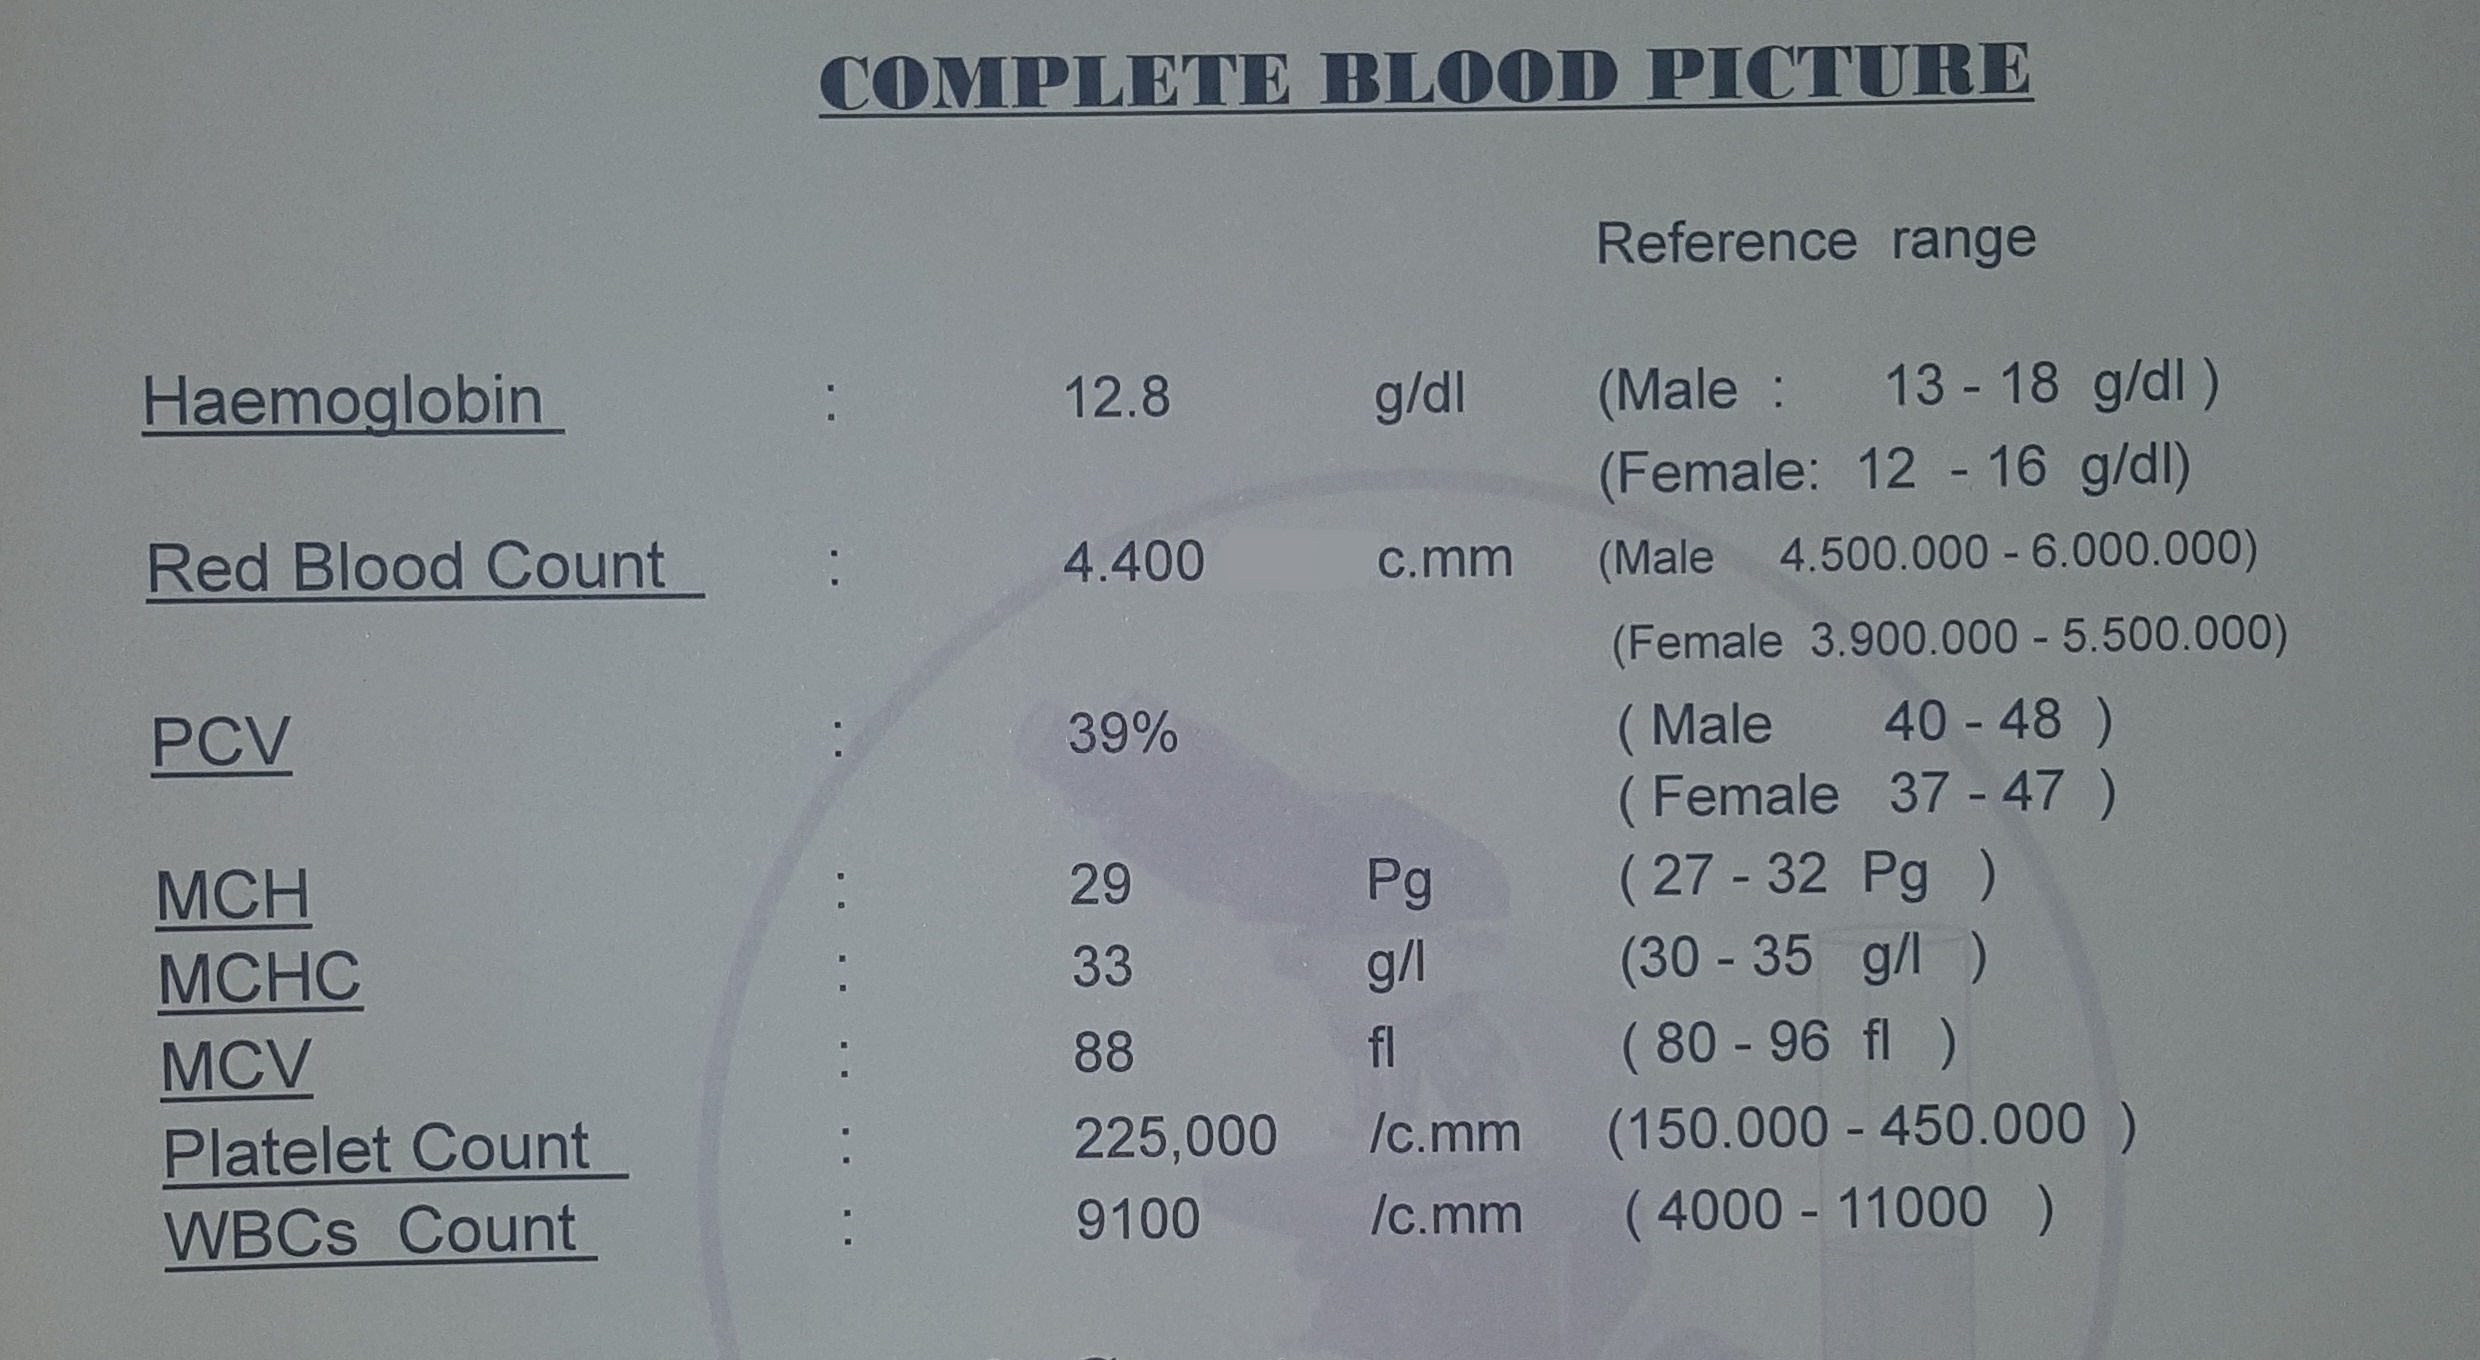 COMPLETE BLOOD PICTURE
Reference range
Haemoglobin : 12.8 g/dl (Male : 13 - 18 g/dl )
(Female: 12 - 16 g/dl)
Red Blood Count : 4.400 c.mm (Male 4.500.000 - 6.000.000)
(Female 3.900.000 - 5.500.000)
PCV : 39% ( Male 40 - 48 )
( Female 37 - 47 )
MCH : 29 Pg ( 27 - 32 Pg )
MCHC : 33 g/l (30 - 35 g/l )
MCV : 88 fl ( 80 - 96 fl )
Platelet Count : 225,000 /c.mm (150.000 - 450.000 )
WBCs Count : 9100 /c.mm ( 4000 - 11000 )